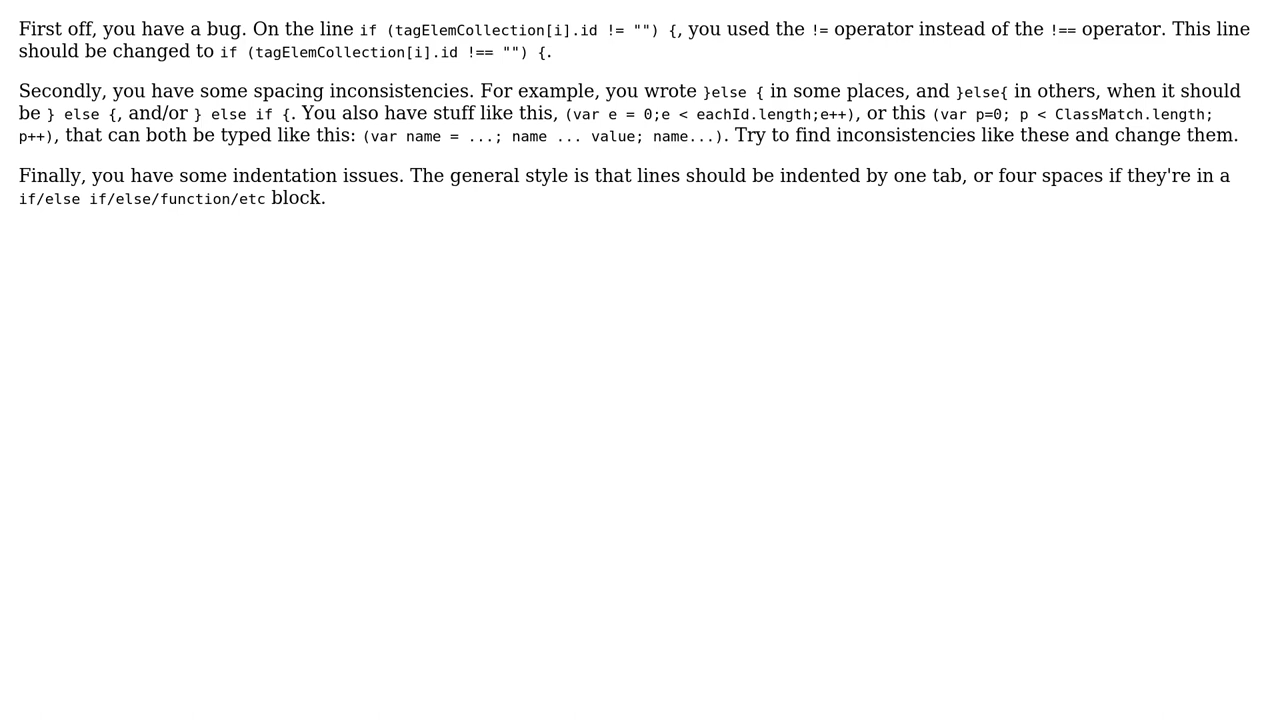 First off, you have a bug. On the line if (tagElemCollection[i].id != "") {, you used the != operator instead of the !== operator. This line
should be changed to if (tagElemCollection[i].id !== "") {.
Secondly, you have some spacing inconsistencies. For example, you wrote }else { in some places, and }else{ in others, when it should
be } else {, and/or } else if {. You also have stuff like this, (var e = 0;e < eachId.length;e++), or this (var p=0; p < ClassMatch.length;
p++), that can both be typed like this: (var name = ...; name ... value; name...). Try to find inconsistencies like these and change them.
Finally, you have some indentation issues. The general style is that lines should be indented by one tab, or four spaces if they're in a
if/else if/else/function/etc block.